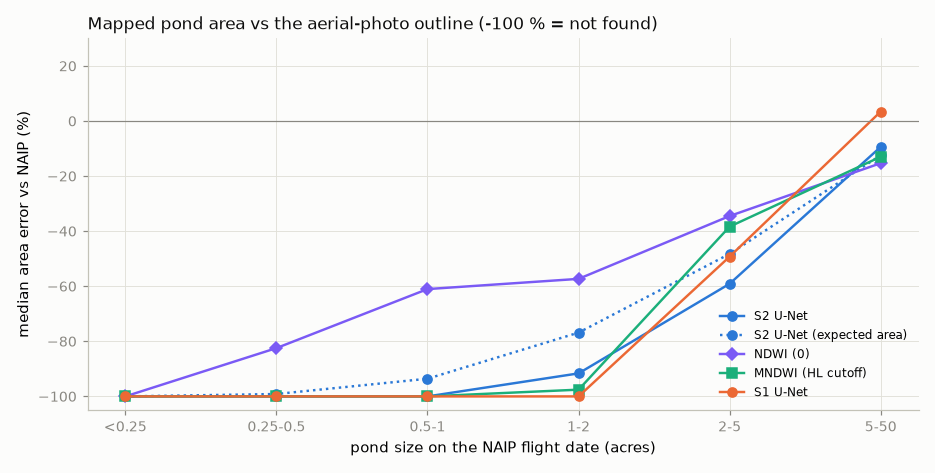 Mapped pond area vs the aerial-photo outline (-100 % = not found)
median area error vs NAIP (%)
20
0
−20
−40
−60
−80
−100
S2 U-Net
S2 U-Net (expected area)
NDWI (0)
MNDWI (HL cutoff)
S1 U-Net
<0.25
0.25-0.5
0.5-1
1-2
2-5
5-50
pond size on the NAIP flight date (acres)